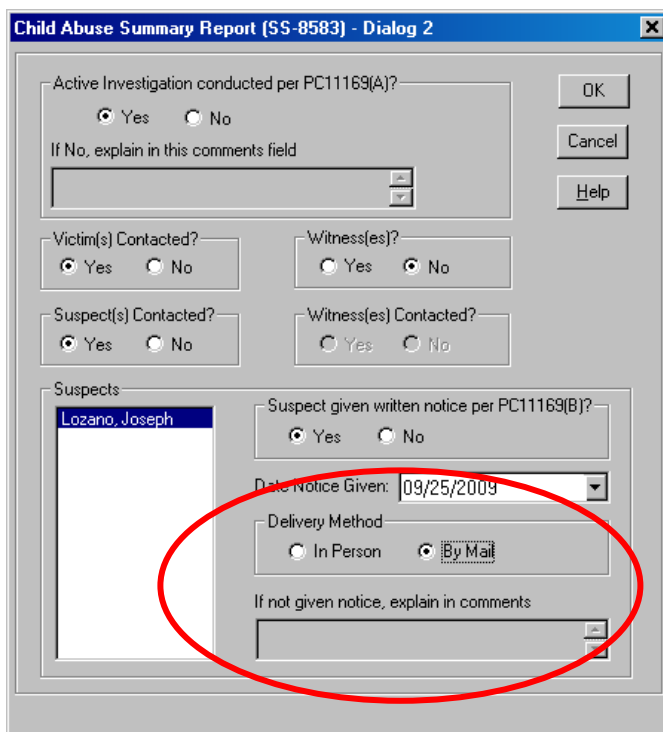 Child Abuse Summary Report (SS-8583) - Dialog 2
Active Investigation conducted per PC11169(A)?
Yes No
If No, explain in this comments field
OK
Cancel
Help
Victim(s) Contacted?
Yes No
Witness(es)?
Yes No
Suspect(s) Contacted?
Yes No
Witness(es) Contacted?
Yes No
Suspects
Lozano, Joseph
Suspect given written notice per PC11169(B)?
Yes No
Date Notice Given: 09/25/2009
Delivery Method
In Person By Mail
If not given notice, explain in comments